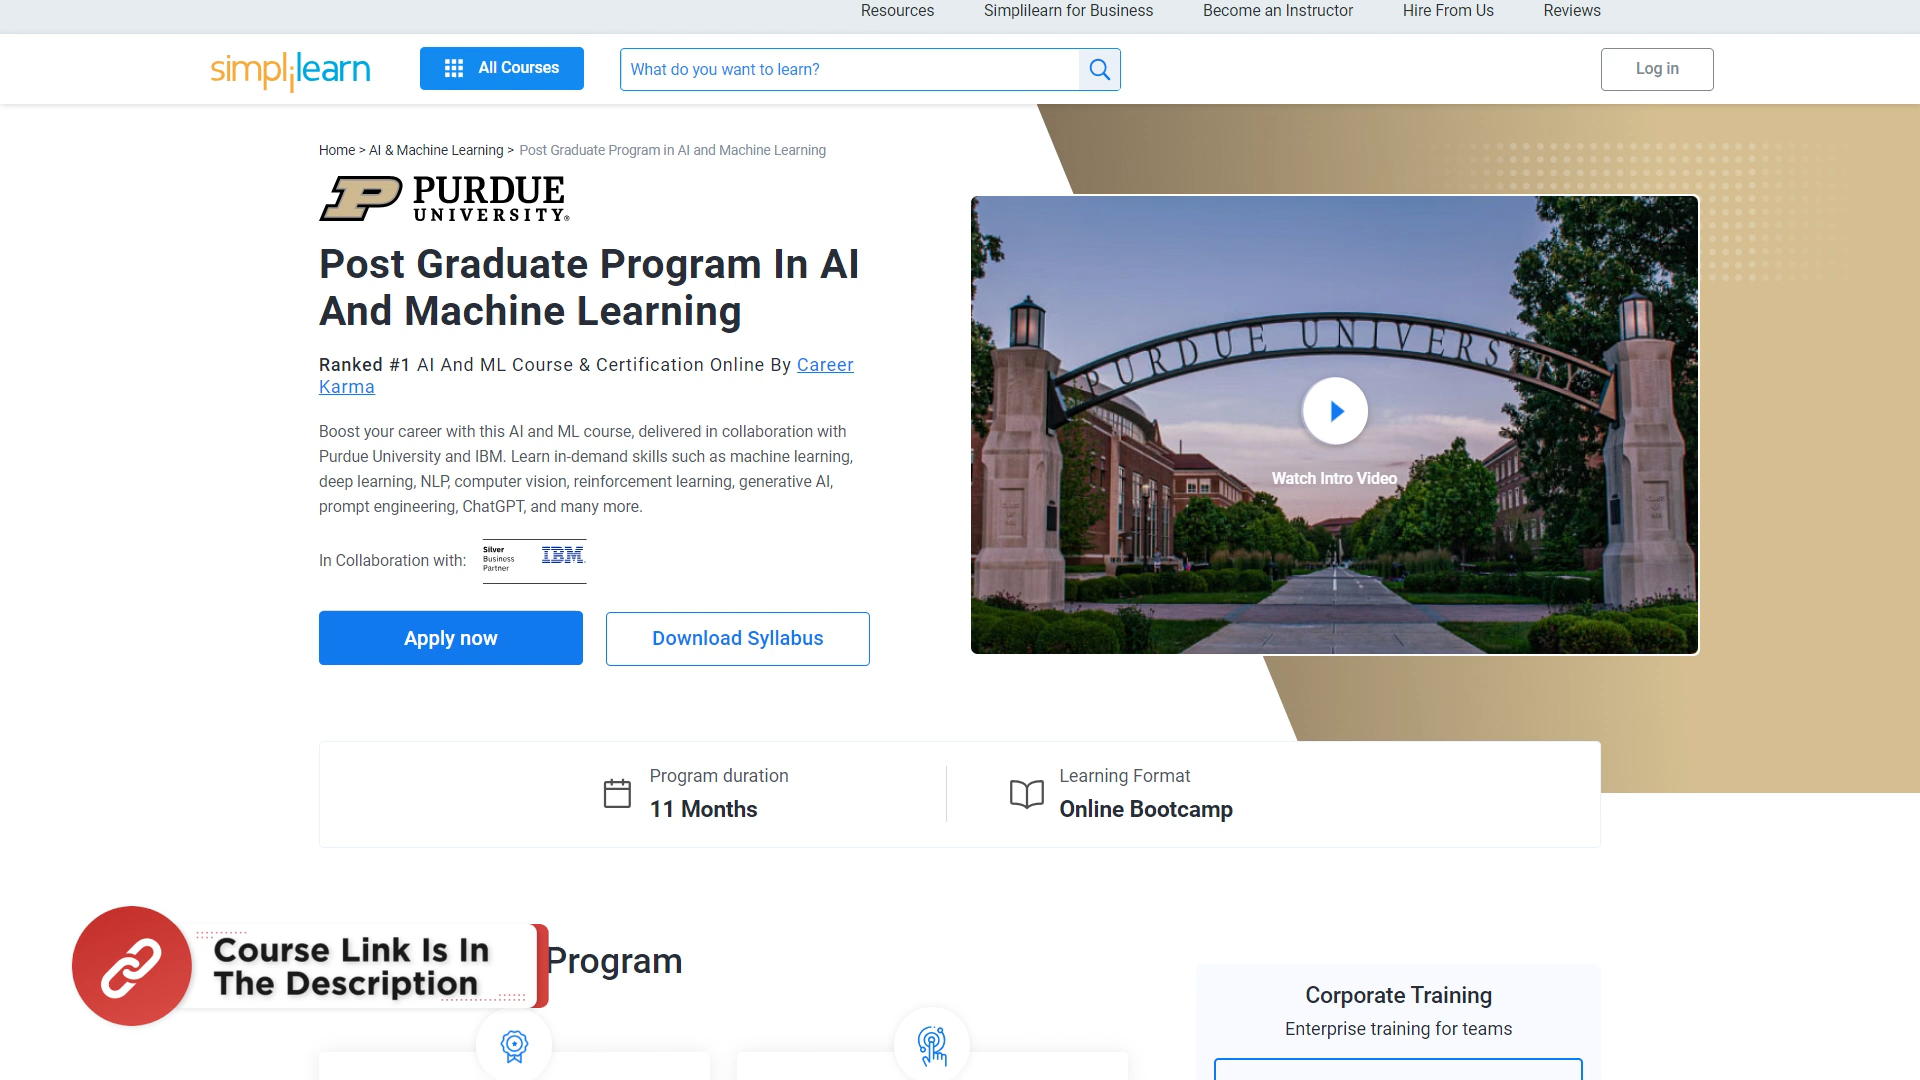 Resources Simplilearn for Business Become an Instructor Hire From Us Reviews
simplilearn All Courses What do you want to learn? Log in
Home > AI & Machine Learning > Post Graduate Program in AI and Machine Learning
PURDUE
UNIVERSITY®
Post Graduate Program In AI
And Machine Learning
Ranked #1 AI And ML Course & Certification Online By Career
Karma
Boost your career with this AI and ML course, delivered in collaboration with
Purdue University and IBM. Learn in-demand skills such as machine learning,
deep learning, NLP, computer vision, reinforcement learning, generative AI,
prompt engineering, ChatGPT, and many more.
In Collaboration with:
Silver
Business
Partner
IBM
Apply now
Download Syllabus
PURDUE UNIVERSITY
Watch Intro Video
Program duration
11 Months
Learning Format
Online Bootcamp
Course Link Is In
The Description
Program
Corporate Training
Enterprise training for teams